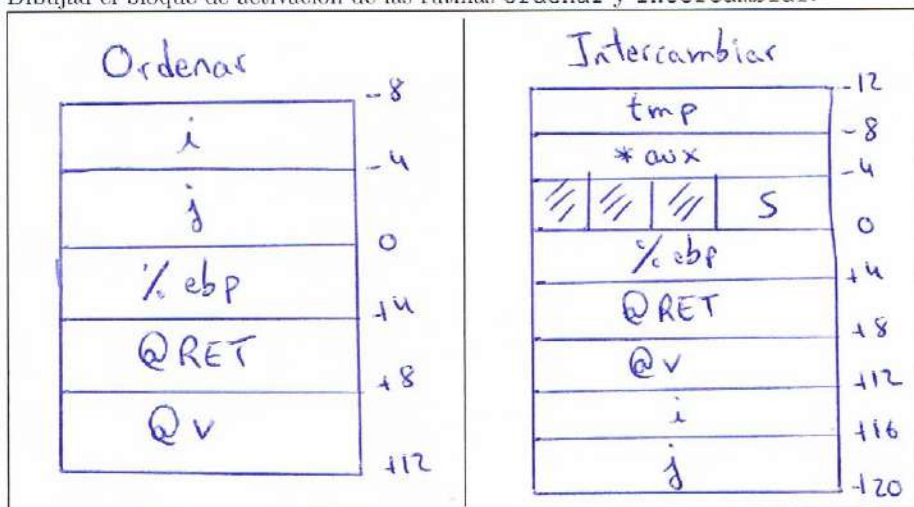 Dibujad el bloque de activación de las rutinas Ordenar y Intercambiar.
Ordenar
-8
i
-4
j
0
% ebp
+4
@RET
+8
@v
+12
Intercambiar
-12
tmp
-8
*aux
-4
S
0
% ebp
+4
@RET
+8
@v
+12
i
+16
j
+20